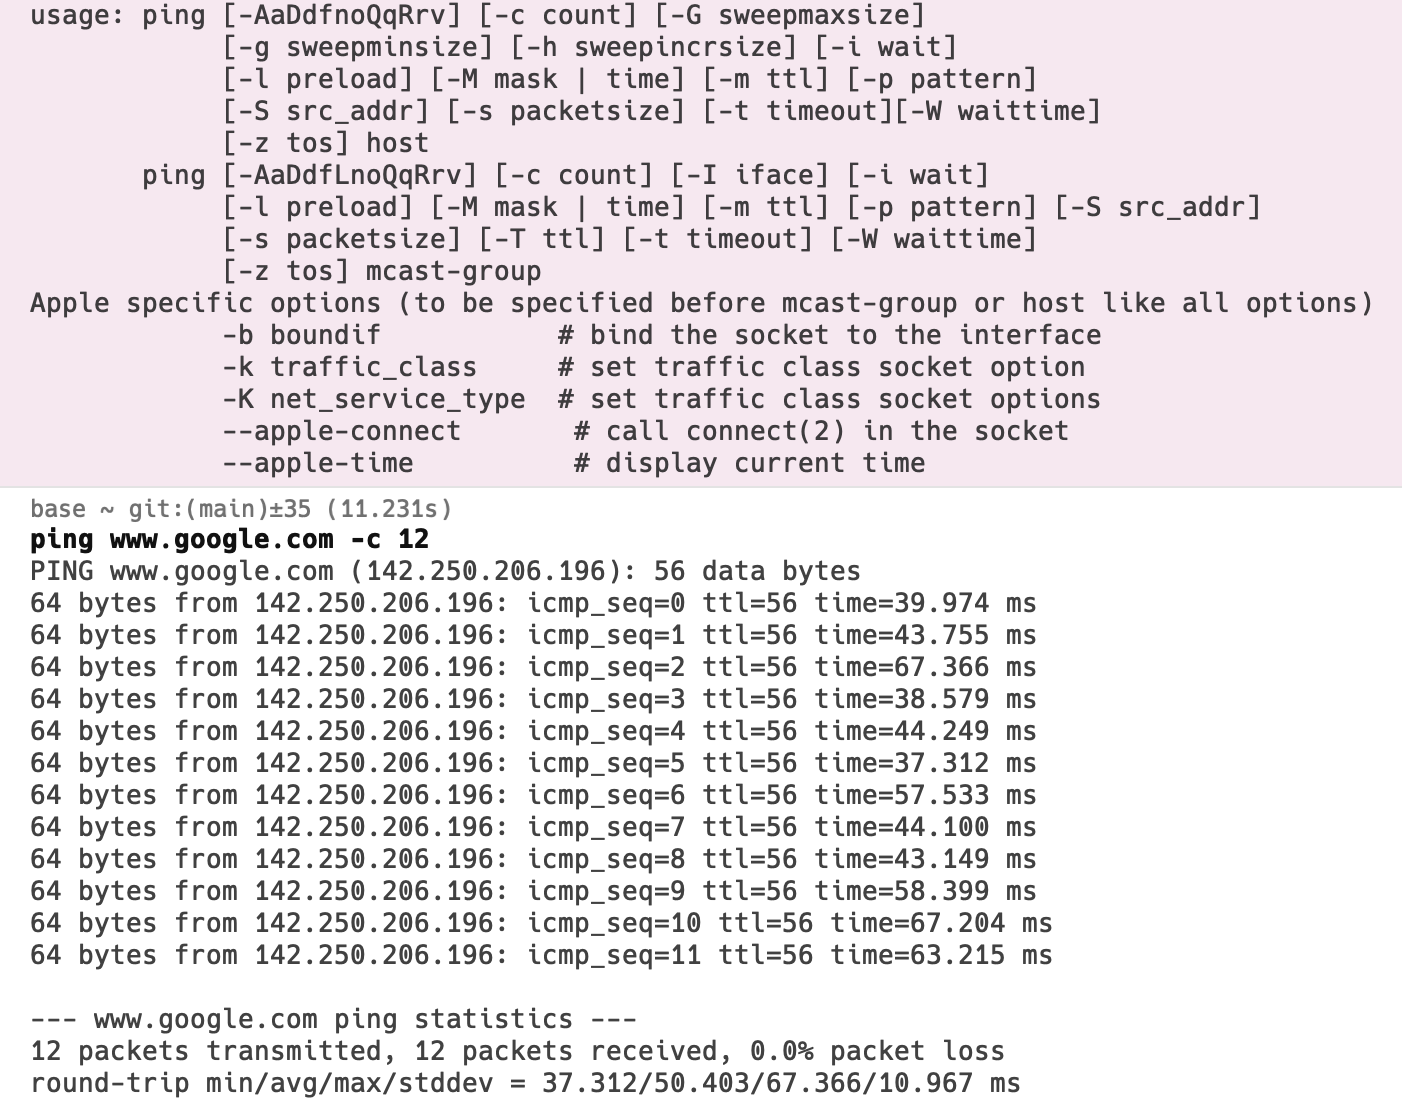 usage: ping [-AaDdfnoQqRrv] [-c count] [-G sweepmaxsize]
            [-g sweepminsize] [-h sweepincrsize] [-i wait]
            [-l preload] [-M mask | time] [-m ttl] [-p pattern]
            [-S src_addr] [-s packetsize] [-t timeout][-W waittime]
            [-z tos] host
       ping [-AaDdfLnoQqRrv] [-c count] [-I iface] [-i wait]
            [-l preload] [-M mask | time] [-m ttl] [-p pattern] [-S src_addr]
            [-s packetsize] [-T ttl] [-t timeout] [-W waittime]
            [-z tos] mcast-group
Apple specific options (to be specified before mcast-group or host like all options)
            -b boundif           # bind the socket to the interface
            -k traffic_class     # set traffic class socket option
            -K net_service_type  # set traffic class socket options
            --apple-connect       # call connect(2) in the socket
            --apple-time          # display current time
base ~ git:(main)±35 (11.231s)
ping www.google.com -c 12
PING www.google.com (142.250.206.196): 56 data bytes
64 bytes from 142.250.206.196: icmp_seq=0 ttl=56 time=39.974 ms
64 bytes from 142.250.206.196: icmp_seq=1 ttl=56 time=43.755 ms
64 bytes from 142.250.206.196: icmp_seq=2 ttl=56 time=67.366 ms
64 bytes from 142.250.206.196: icmp_seq=3 ttl=56 time=38.579 ms
64 bytes from 142.250.206.196: icmp_seq=4 ttl=56 time=44.249 ms
64 bytes from 142.250.206.196: icmp_seq=5 ttl=56 time=37.312 ms
64 bytes from 142.250.206.196: icmp_seq=6 ttl=56 time=57.533 ms
64 bytes from 142.250.206.196: icmp_seq=7 ttl=56 time=44.100 ms
64 bytes from 142.250.206.196: icmp_seq=8 ttl=56 time=43.149 ms
64 bytes from 142.250.206.196: icmp_seq=9 ttl=56 time=58.399 ms
64 bytes from 142.250.206.196: icmp_seq=10 ttl=56 time=67.204 ms
64 bytes from 142.250.206.196: icmp_seq=11 ttl=56 time=63.215 ms

--- www.google.com ping statistics ---
12 packets transmitted, 12 packets received, 0.0% packet loss
round-trip min/avg/max/stddev = 37.312/50.403/67.366/10.967 ms